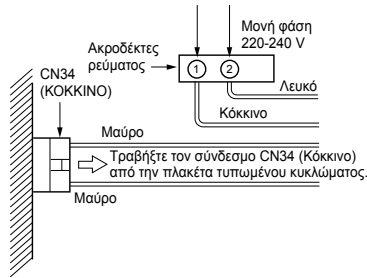 Μονή φάση
220-240 V
Ακροδέκτες
ρεύματος
1
2
CN34
(ΚΟΚΚΙΝΟ)
Λευκό
Κόκκινο
Μαύρο
Τραβήξτε τον σύνδεσμο CN34 (Κόκκινο)
από την πλακέτα τυπωμένου κυκλώματος.
Μαύρο